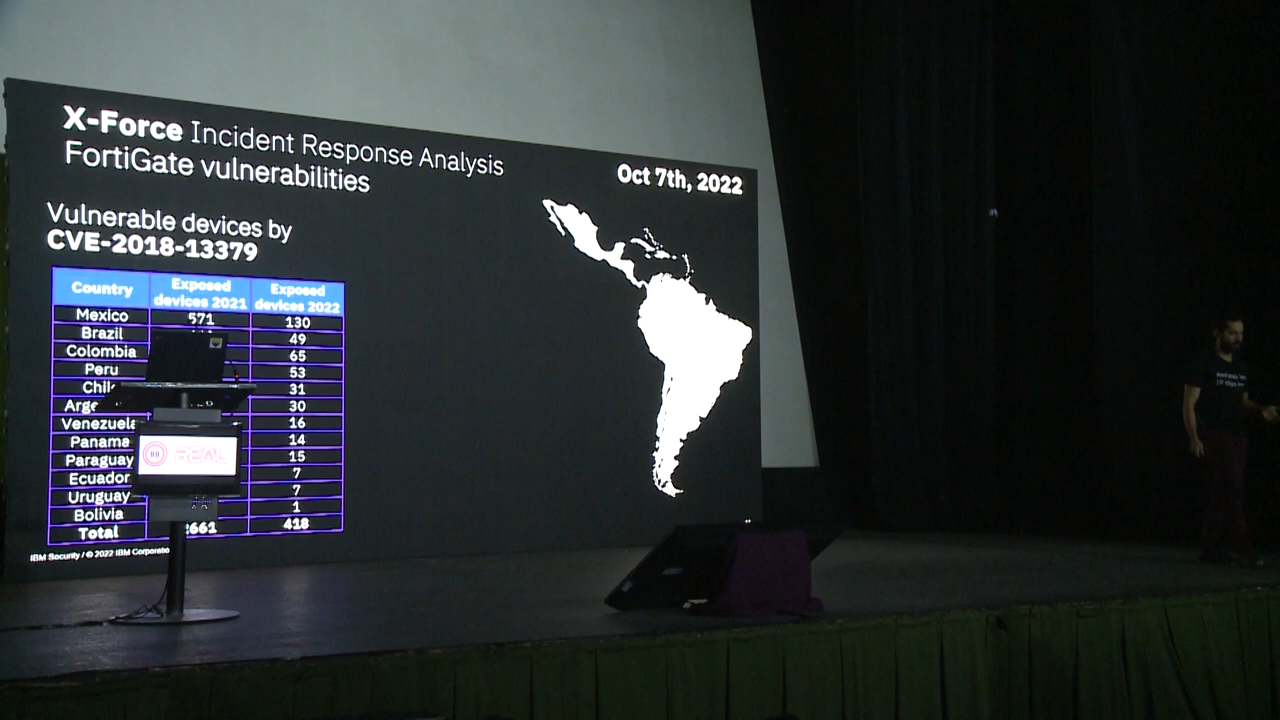 X-Force Incident Response Analysis
FortiGate vulnerabilities
Oct 7th, 2022
Vulnerable devices by
CVE-2018-13379
Country Exposed devices 2021 Exposed devices 2022
Mexico 571 130
Brazil 49
Colombia 65
Peru 53
31
30
Venezuela 16
Panama 14
Paraguay 15
Ecuador 7
Uruguay 7
Bolivia 1
Total 418
IBM Security / © 2022 IBM
REAL